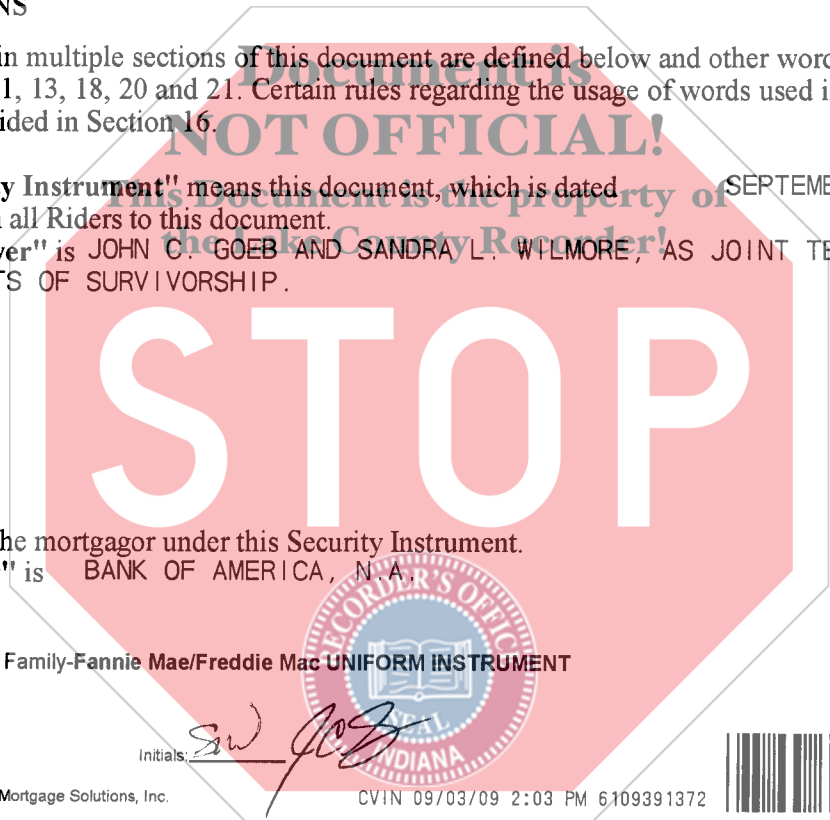 NS
in multiple sections of this document are defined below and other word
Document is
1, 13, 18, 20 and 21. Certain rules regarding the usage of words used i
ided in Section 16.
NOT OFFICIAL!
y Instrument" means this document, which is dated SEPTEMB
This Document is the property of
all Riders to this document.
the Lake County Recorder!
ver" is JOHN C. GOEB AND SANDRA L. WILMORE, AS JOINT TE
TS OF SURVIVORSHIP.
STOP
he mortgagor under this Security Instrument.
" is BANK OF AMERICA, N.A.
RECORDER'S OFFICE
Family-Fannie Mae/Freddie Mac UNIFORM INSTRUMENT
SEAL
INDIANA
Initials: SLW JCG
Mortgage Solutions, Inc.
CVIN 09/03/09 2:03 PM 6109391372